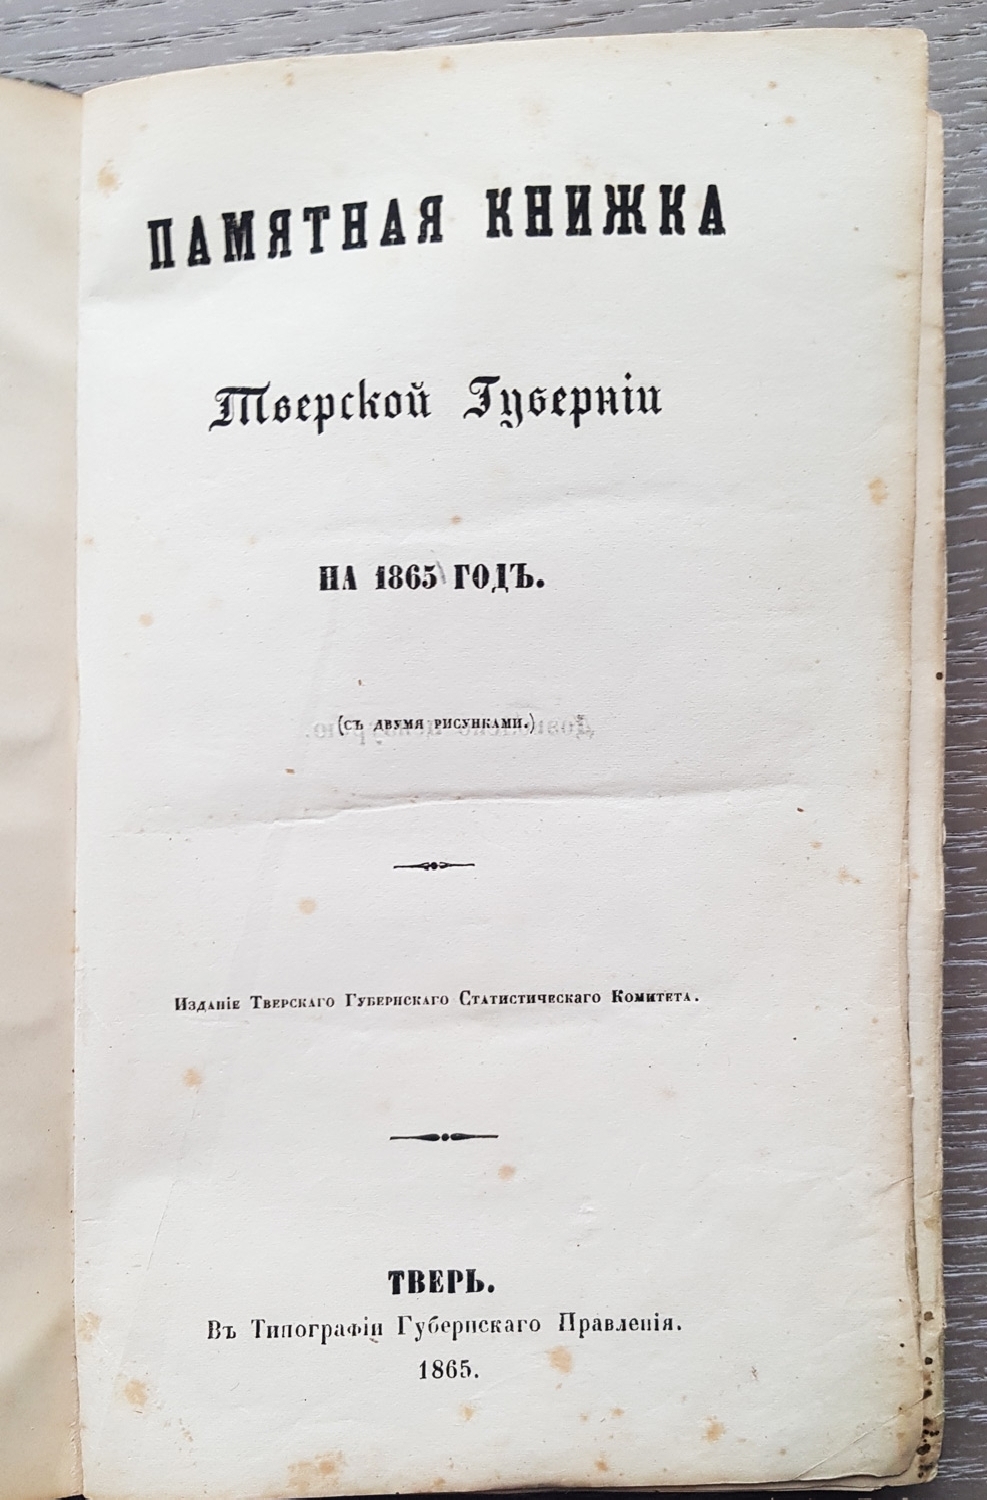 ПАМЯТНАЯ КНИЖКА
Тверской Губерніи
НА 1865 ГОДЪ.
(СЪ ДВУМЯ РИСУНКАМИ.)
Изданіе Тверскаго Губернскаго Статистическаго Комитета.
ТВЕРЬ.
Въ Типографіи Губернскаго Правленія.
1865.